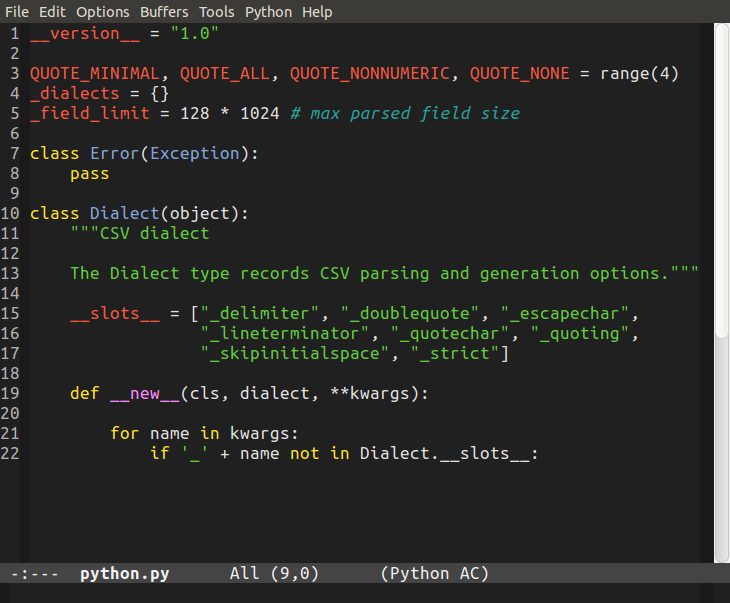 File Edit Options Buffers Tools Python Help
1 __version__ = "1.0"
2
3 QUOTE_MINIMAL, QUOTE_ALL, QUOTE_NONNUMERIC, QUOTE_NONE = range(4)
4 _dialects = {}
5 _field_limit = 128 * 1024 # max parsed field size
6
7 class Error(Exception):
8     pass
9
10 class Dialect(object):
11     """CSV dialect
12
13     The Dialect type records CSV parsing and generation options."""
14
15     __slots__ = ["_delimiter", "_doublequote", "_escapechar",
16                  "_lineterminator", "_quotechar", "_quoting",
17                  "_skipinitialspace", "_strict"]
18
19     def __new__(cls, dialect, **kwargs):
20
21         for name in kwargs:
22             if '_' + name not in Dialect.__slots__:
-:--- python.py All (9,0) (Python AC)